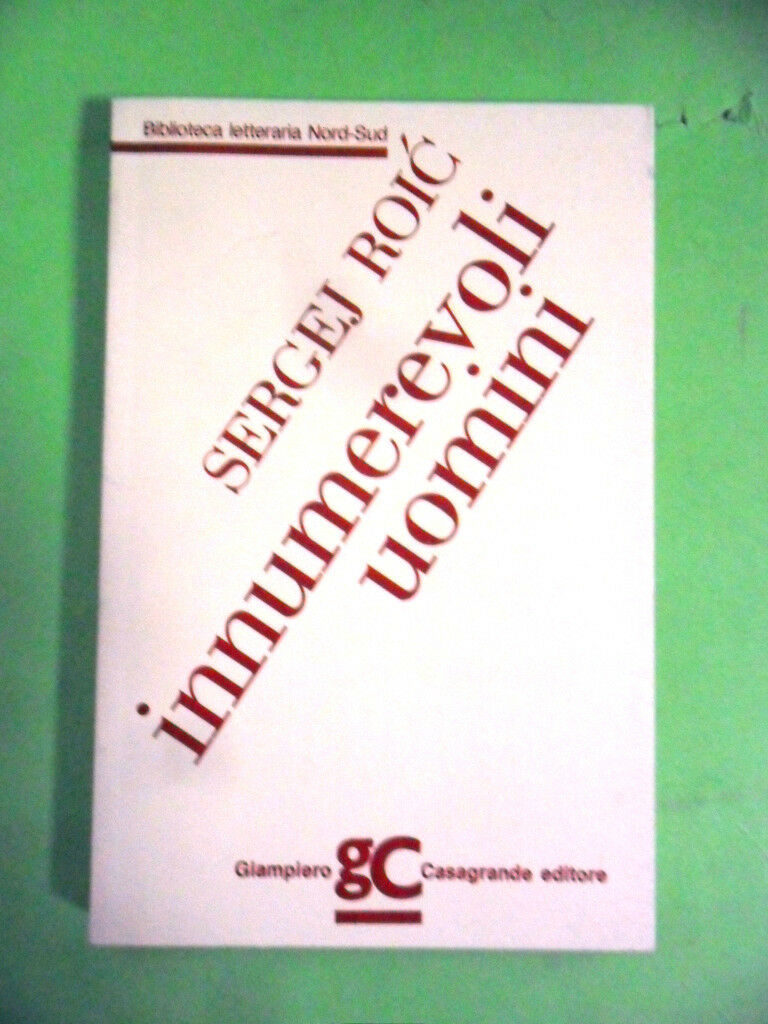 Biblioteca letteraria Nord-Sud
SERGEJ ROIĆ
innumerevoli
uomini
Giampiero gC Casagrande editore